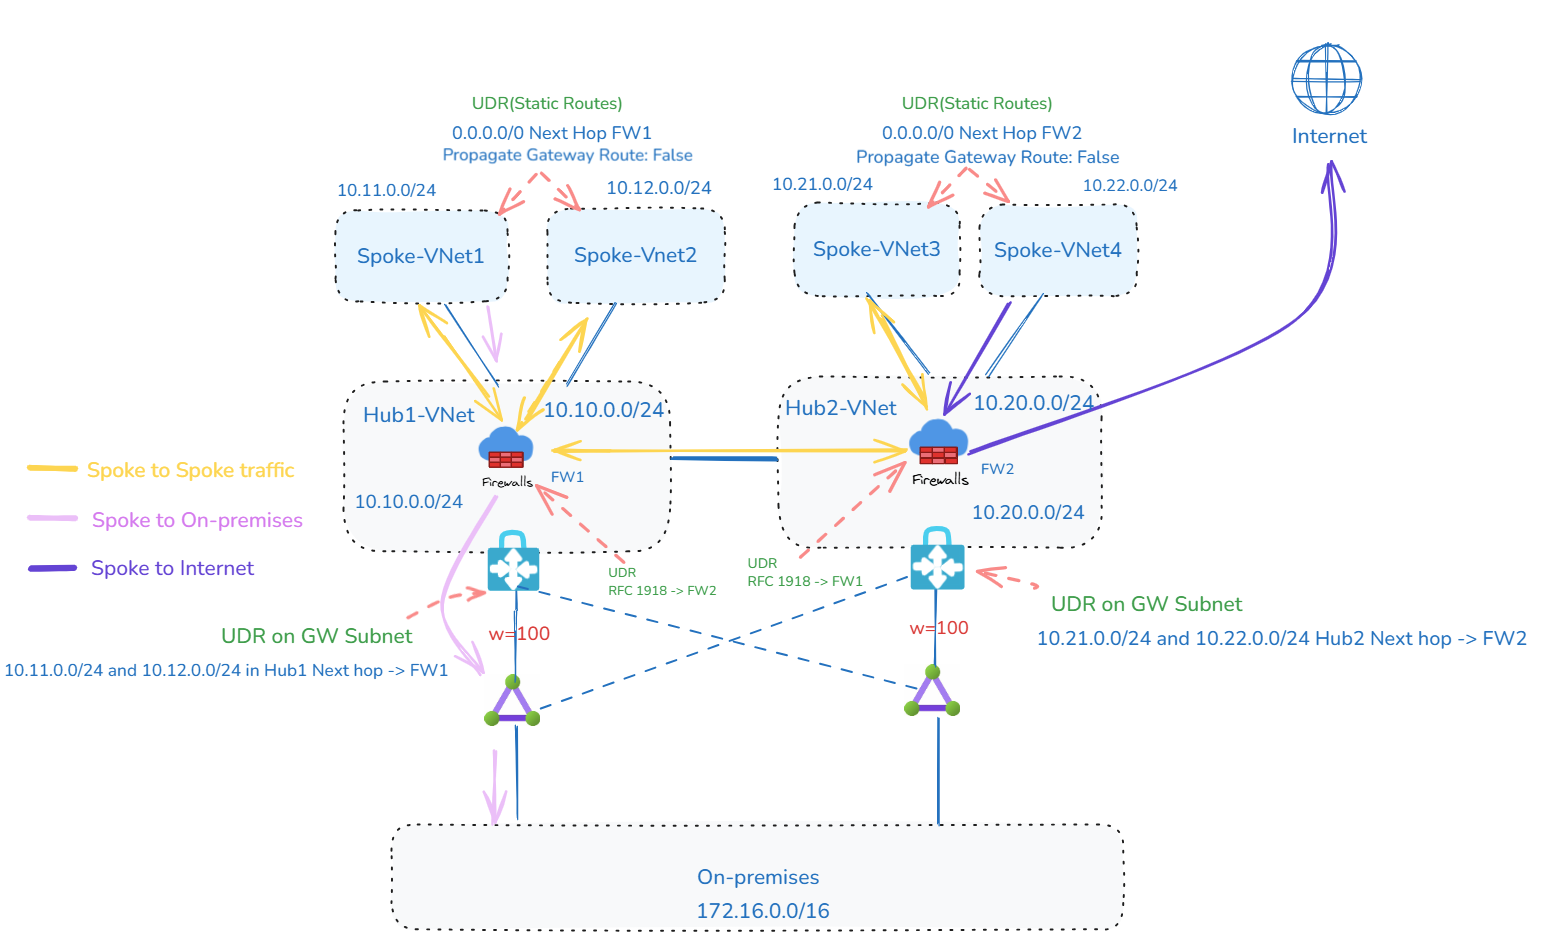 UDR(Static Routes)
0.0.0.0/0 Next Hop FW1
Propagate Gateway Route: False
10.11.0.0/24
10.12.0.0/24
Spoke-VNet1
Spoke-Vnet2
UDR(Static Routes)
0.0.0.0/0 Next Hop FW2
Propagate Gateway Route: False
10.21.0.0/24
10.22.0.0/24
Spoke-VNet3
Spoke-VNet4
Internet
Hub1-VNet
10.10.0.0/24
Firewalls
FW1
10.10.0.0/24
Hub2-VNet
10.20.0.0/24
Firewalls
FW2
10.20.0.0/24
Spoke to Spoke traffic
Spoke to On-premises
Spoke to Internet
UDR
RFC 1918 -> FW2
UDR
RFC 1918 -> FW1
UDR on GW Subnet
10.11.0.0/24 and 10.12.0.0/24 in Hub1 Next hop -> FW1
w=100
w=100
UDR on GW Subnet
10.21.0.0/24 and 10.22.0.0/24 Hub2 Next hop -> FW2
On-premises
172.16.0.0/16